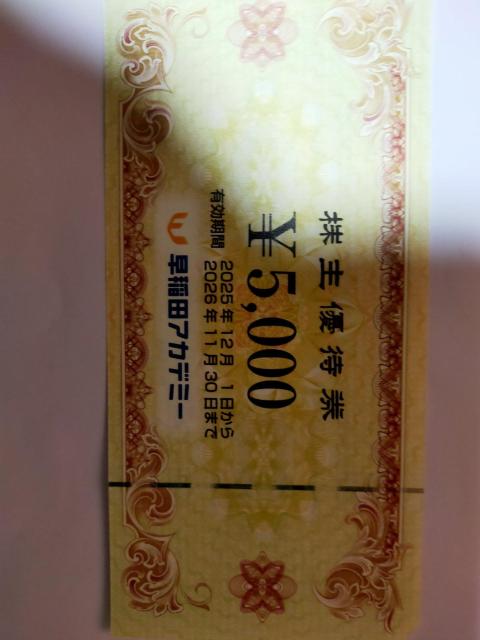 株主優待券
￥5,000
有効期間 2025年12月 1日から
2026年11月30日まで
早稲田アカデミー